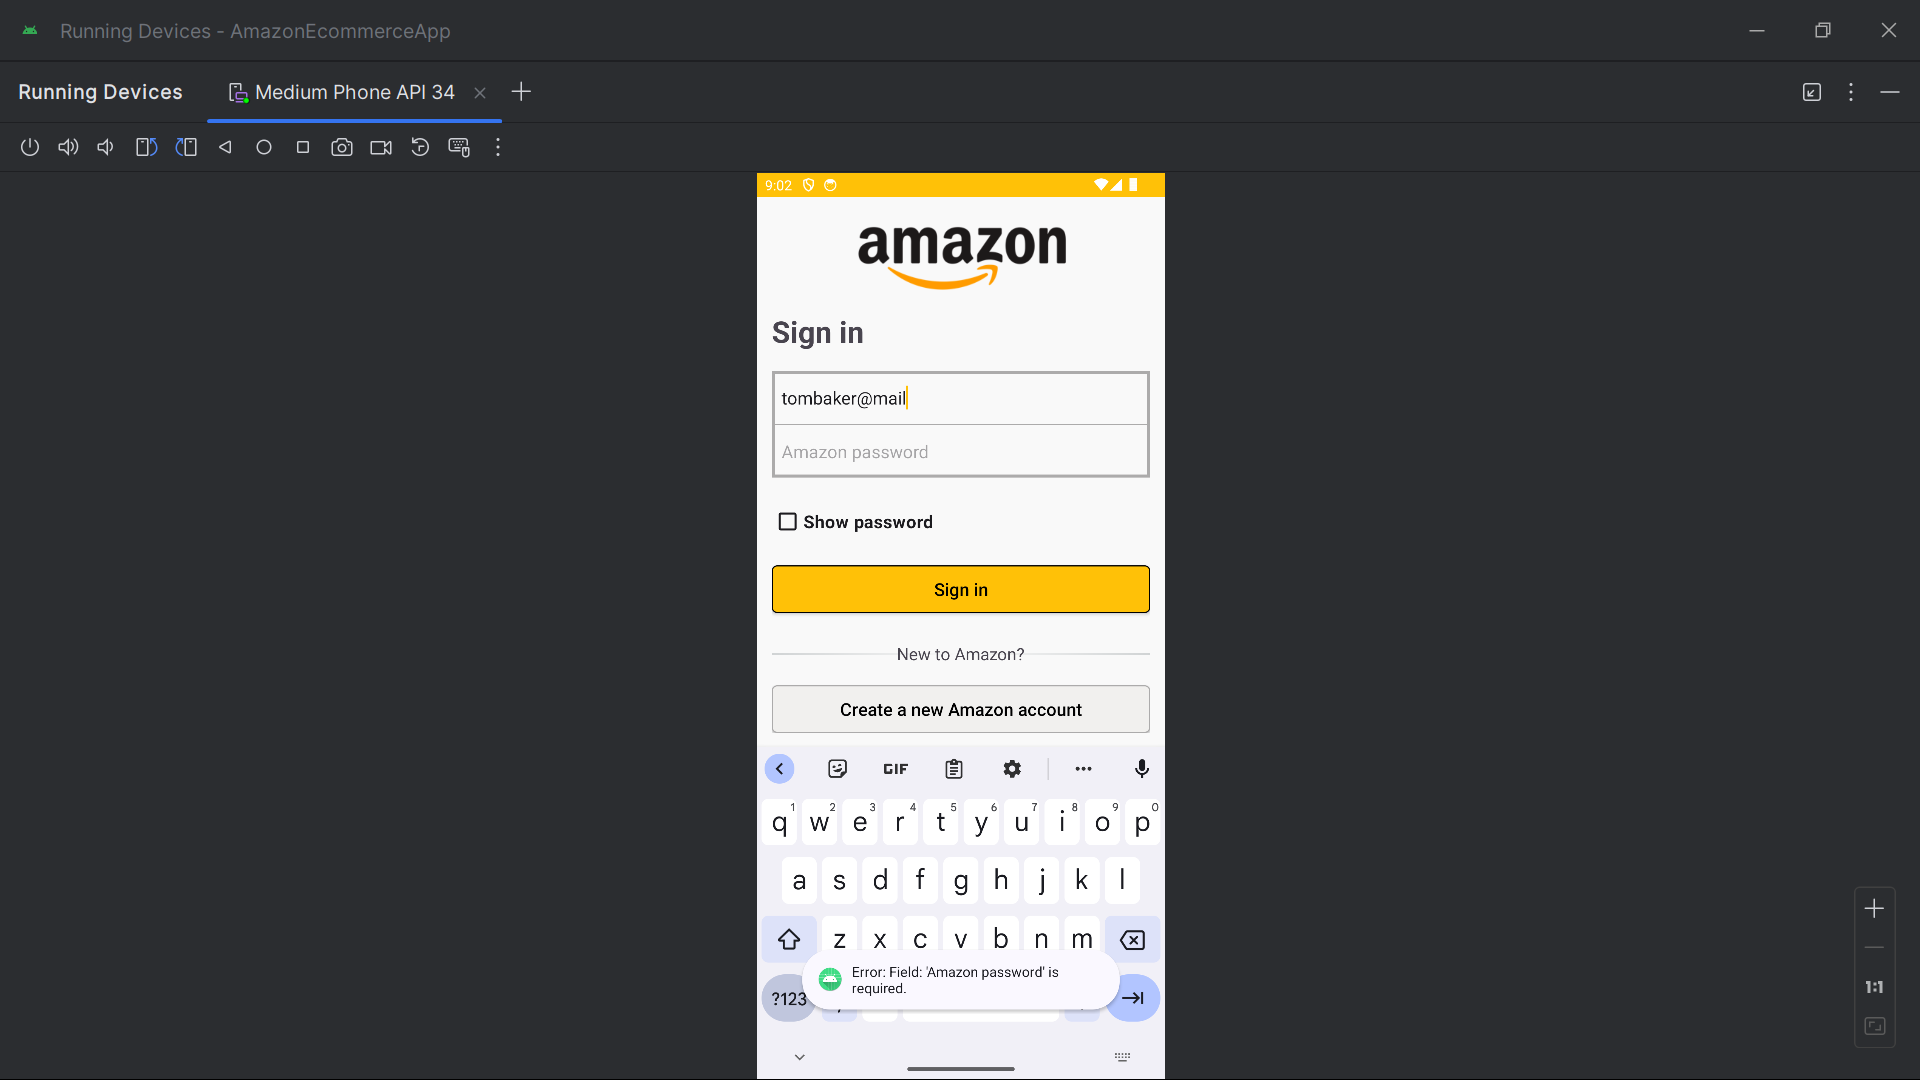 Running Devices - AmazonEcommerceApp
Running Devices
Medium Phone API 34
9:02
amazon
Sign in
tombaker@mail
Amazon password
Show password
Sign in
New to Amazon?
Create a new Amazon account
GIF
1 2 3 4 5 6 7 8 9 0
q w e r t y u i o p
a s d f g h j k l
z x c v b n m
Error: Field: 'Amazon password' is
required.
?123
1:1